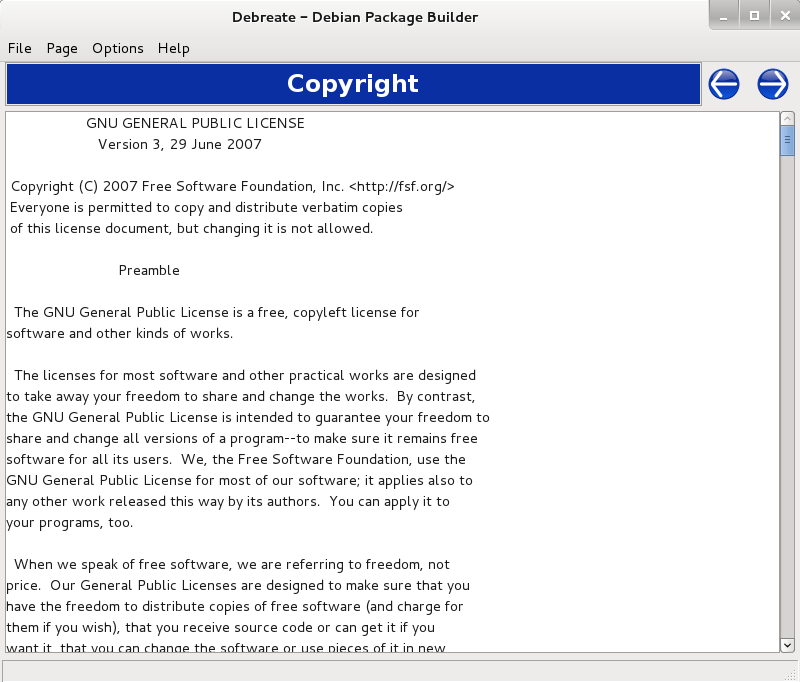 Debreate - Debian Package Builder
File Page Options Help
Copyright
GNU GENERAL PUBLIC LICENSE
Version 3, 29 June 2007
Copyright (C) 2007 Free Software Foundation, Inc. <http://fsf.org/>
Everyone is permitted to copy and distribute verbatim copies
of this license document, but changing it is not allowed.
Preamble
The GNU General Public License is a free, copyleft license for
software and other kinds of works.
The licenses for most software and other practical works are designed
to take away your freedom to share and change the works.  By contrast,
the GNU General Public License is intended to guarantee your freedom to
share and change all versions of a program--to make sure it remains free
software for all its users.  We, the Free Software Foundation, use the
GNU General Public License for most of our software; it applies also to
any other work released this way by its authors.  You can apply it to
your programs, too.
When we speak of free software, we are referring to freedom, not
price.  Our General Public Licenses are designed to make sure that you
have the freedom to distribute copies of free software (and charge for
them if you wish), that you receive source code or can get it if you
want it, that you can change the software or use pieces of it in new